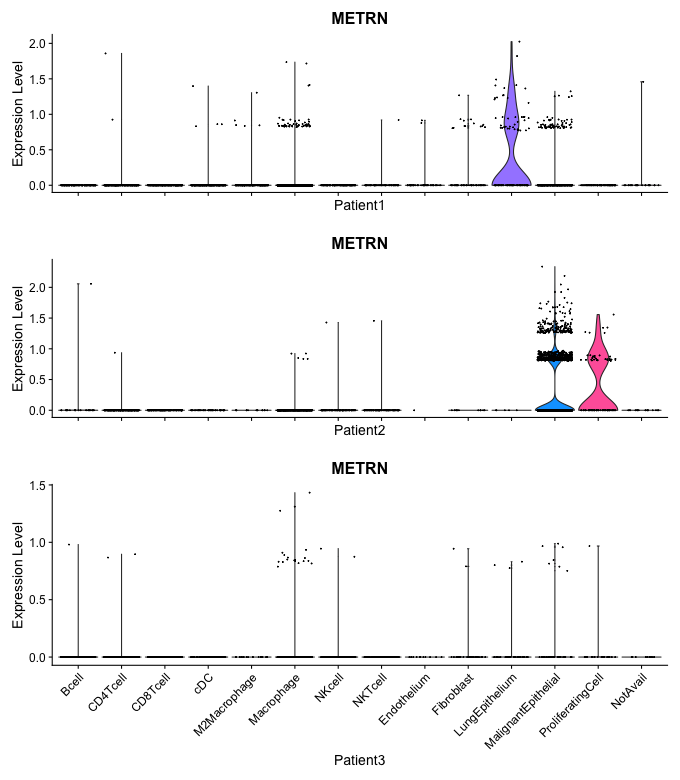 METRN
Expression Level
2.0
1.5
1.0
0.5
0.0
Patient1
METRN
Expression Level
2.0
1.5
1.0
0.5
0.0
Patient2
METRN
Expression Level
1.5
1.0
0.5
0.0
Bcell
CD4Tcell
CD8Tcell
cDC
M2Macrophage
Macrophage
NKcell
NKTcell
Endothelium
Fibroblast
LungEpithelium
MalignantEpithelial
ProliferatingCell
NotAvail
Patient3